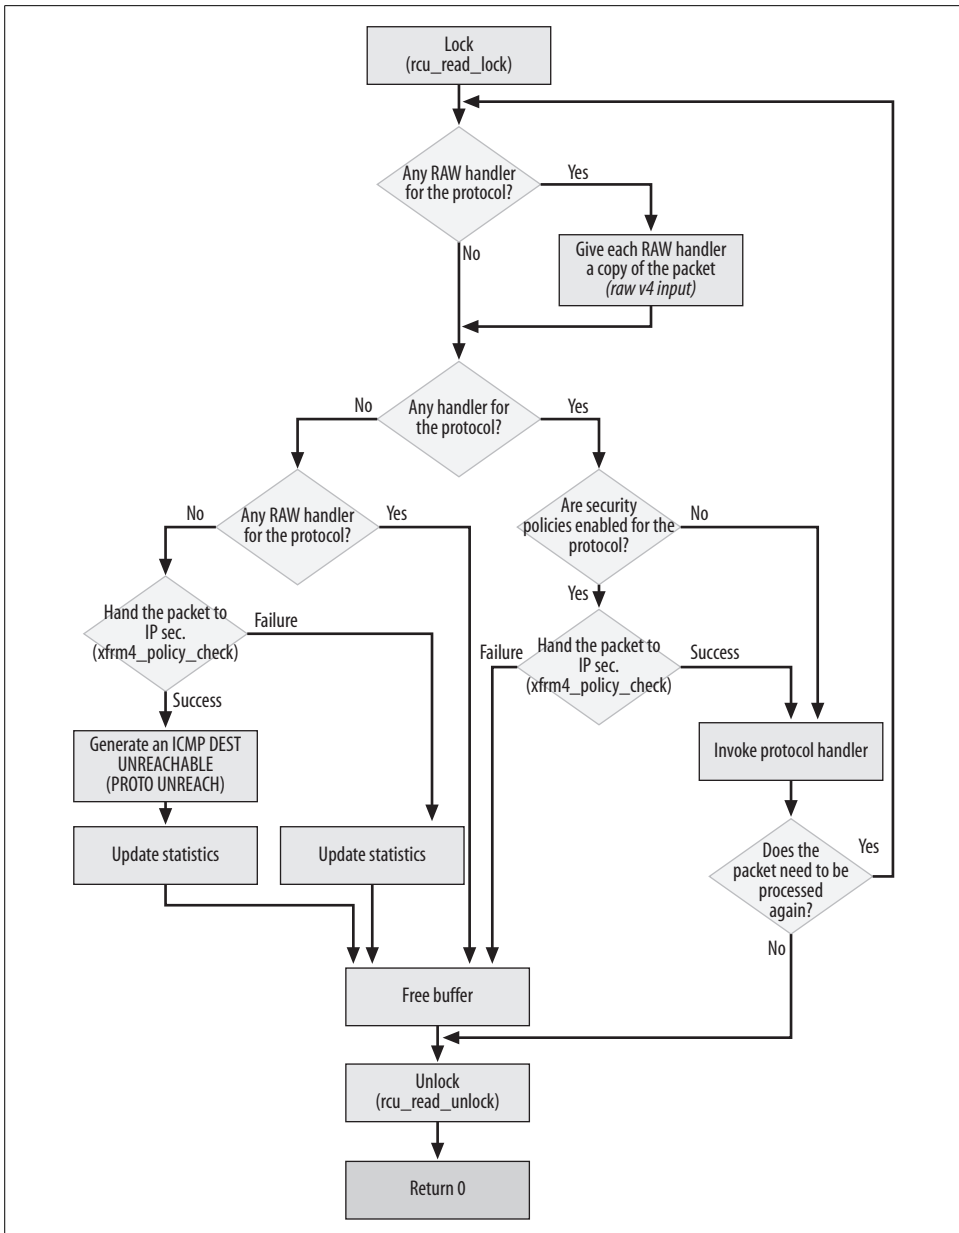 Lock
(rcu_read_lock)
Any RAW handler
for the protocol?
Yes
No
Give each RAW handler
a copy of the packet
(raw v4 input)
No
Any handler for
the protocol?
Yes
No
Any RAW handler
for the protocol?
Yes
Are security
policies enabled for the
protocol?
No
Yes
Hand the packet to
IP sec.
(xfrm4_policy_check)
Failure
Failure
Hand the packet to
IP sec.
(xfrm4_policy_check)
Success
Success
Generate an ICMP DEST
UNREACHABLE
(PROTO UNREACH)
Invoke protocol handler
Update statistics
Update statistics
Does the
packet need to be
processed
again?
Yes
No
Free buffer
Unlock
(rcu_read_unlock)
Return 0